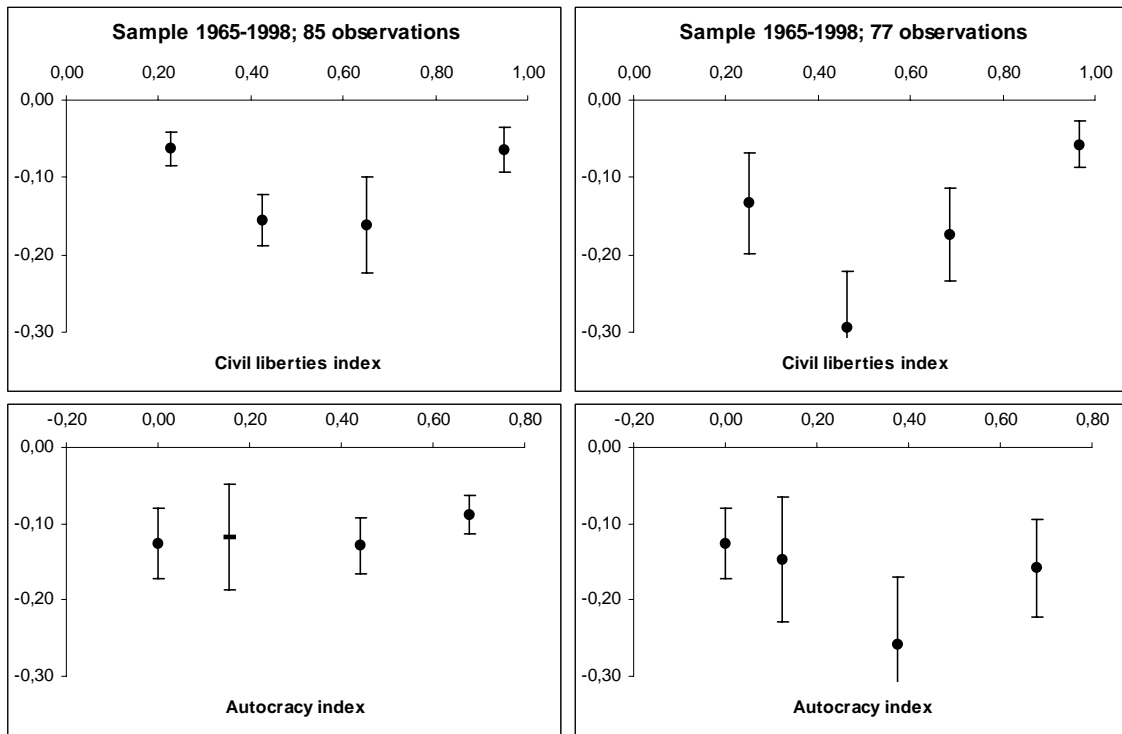 Sample 1965-1998; 85 observations
0,00 0,20 0,40 0,60 0,80 1,00
0,00
-0,10
-0,20
-0,30
Civil liberties index
Sample 1965-1998; 77 observations
0,00 0,20 0,40 0,60 0,80 1,00
0,00
-0,10
-0,20
-0,30
Civil liberties index
-0,20 0,00 0,20 0,40 0,60 0,80
0,00
-0,10
-0,20
-0,30
Autocracy index
-0,20 0,00 0,20 0,40 0,60 0,80
0,00
-0,10
-0,20
-0,30
Autocracy index